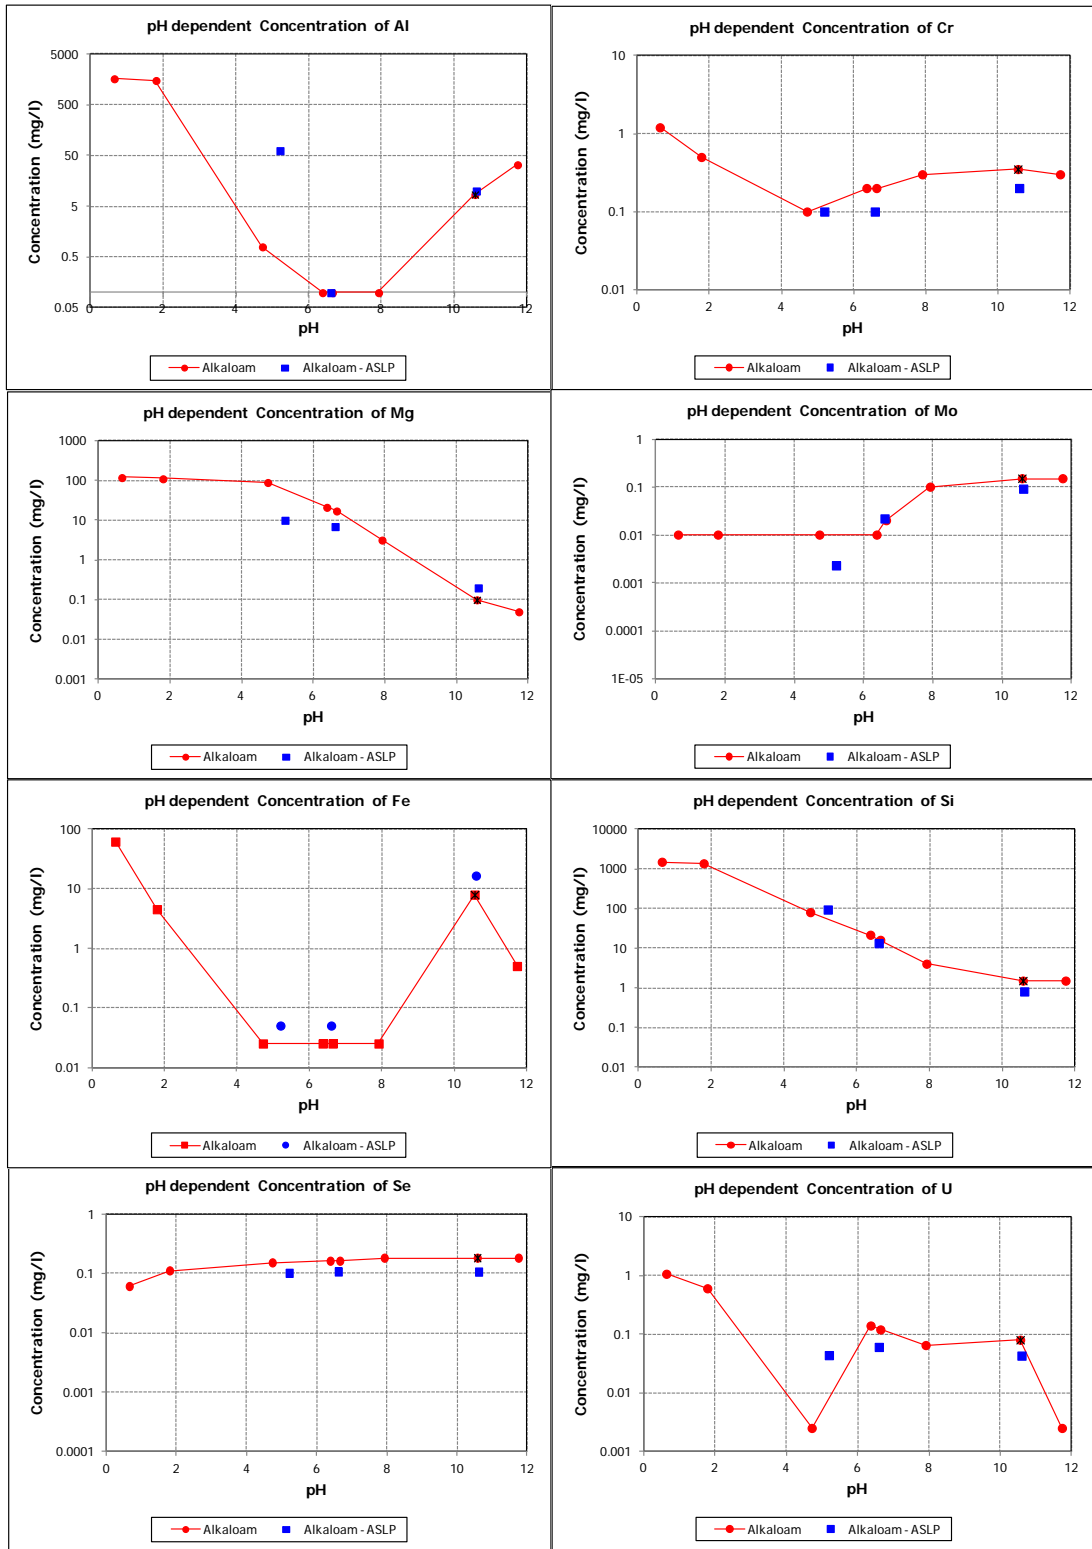 pH dependent Concentration of Al
5000
500
50
5
0.5
0.05
Concentration (mg/l)
0 2 4 6 8 10 12
pH
Alkaloam Alkaloam - ASLP
pH dependent Concentration of Cr
10
1
0.1
0.01
Concentration (mg/l)
0 2 4 6 8 10 12
pH
Alkaloam Alkaloam - ASLP
pH dependent Concentration of Mg
1000
100
10
1
0.1
0.01
0.001
Concentration (mg/l)
0 2 4 6 8 10 12
pH
Alkaloam Alkaloam - ASLP
pH dependent Concentration of Mo
1
0.1
0.01
0.001
0.0001
1E-05
Concentration (mg/l)
0 2 4 6 8 10 12
pH
Alkaloam Alkaloam - ASLP
pH dependent Concentration of Fe
100
10
1
0.1
0.01
Concentration (mg/l)
0 2 4 6 8 10 12
pH
Alkaloam Alkaloam - ASLP
pH dependent Concentration of Si
10000
1000
100
10
1
0.1
0.01
Concentration (mg/l)
0 2 4 6 8 10 12
pH
Alkaloam Alkaloam - ASLP
pH dependent Concentration of Se
1
0.1
0.01
0.001
0.0001
Concentration (mg/l)
0 2 4 6 8 10 12
pH
Alkaloam Alkaloam - ASLP
pH dependent Concentration of U
10
1
0.1
0.01
0.001
Concentration (mg/l)
0 2 4 6 8 10 12
pH
Alkaloam Alkaloam - ASLP